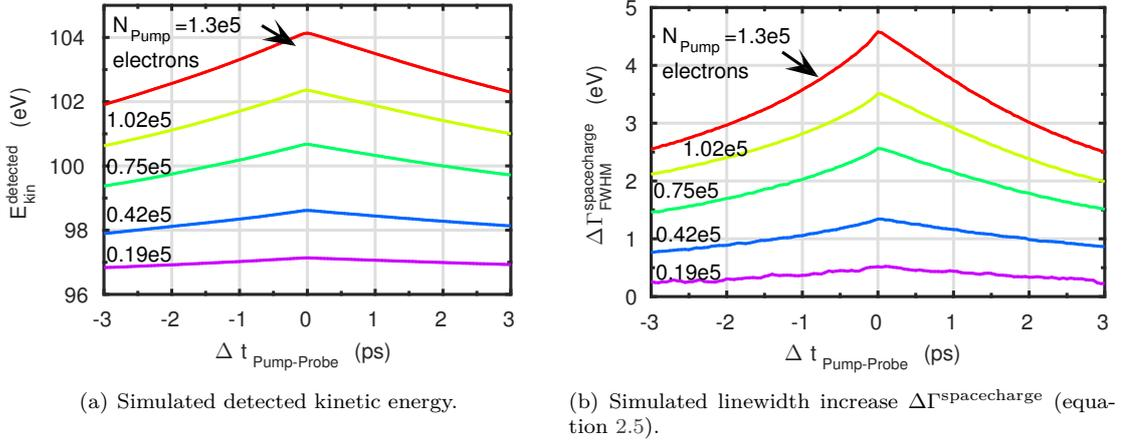 104
102
100
98
96
-3 -2 -1 0 1 2 3
E kin detected (eV)
Δ t Pump-Probe (ps)
N Pump =1.3e5
electrons
1.02e5
0.75e5
0.42e5
0.19e5
(a) Simulated detected kinetic energy.
5
4
3
2
1
0
-3 -2 -1 0 1 2 3
ΔΓ FWHM spacecharge (eV)
Δ t Pump-Probe (ps)
N Pump =1.3e5
electrons
1.02e5
0.75e5
0.42e5
0.19e5
(b) Simulated linewidth increase ΔΓspacecharge (equa-
tion 2.5).